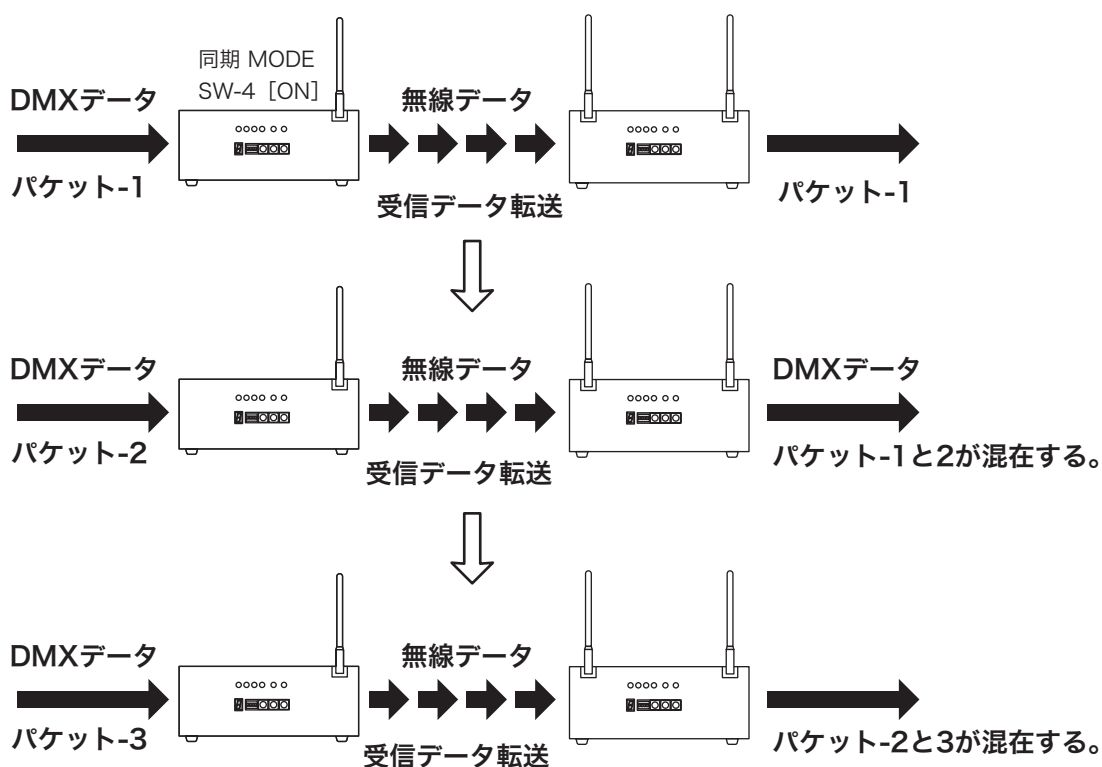 同期 MODE
SW-4［ON］
DMXデータ
無線データ
パケット-1
受信データ転送
パケット-1
DMXデータ
無線データ
DMXデータ
パケット-2
受信データ転送
パケット-1と2が混在する。
DMXデータ
無線データ
パケット-3
受信データ転送
パケット-2と3が混在する。